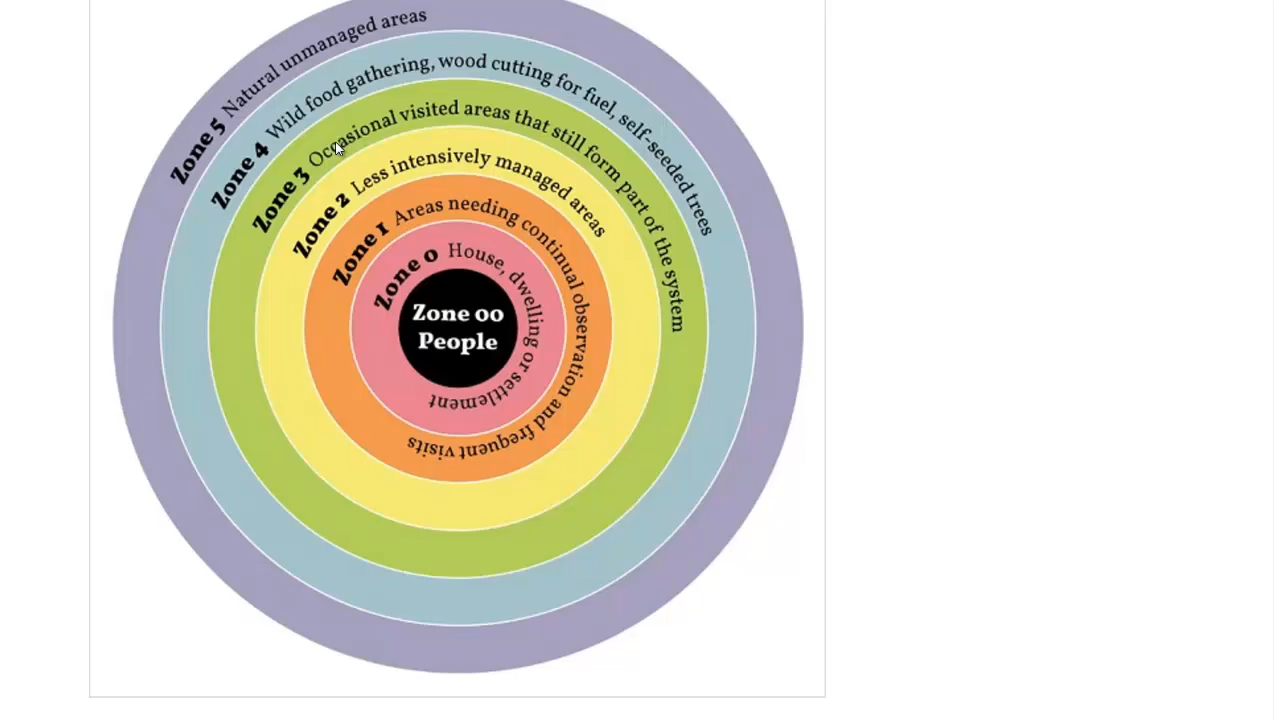 Zone 5 Natural unmanaged areas
Zone 4 Wild food gathering, wood cutting for fuel, self-seeded trees
Zone 3 Occasional visited areas that still form part of the system
Zone 2 Less intensively managed areas
Zone 1 Areas needing continual observation and frequent visits
Zone 0 House, dwelling or settlement
Zone 00
People